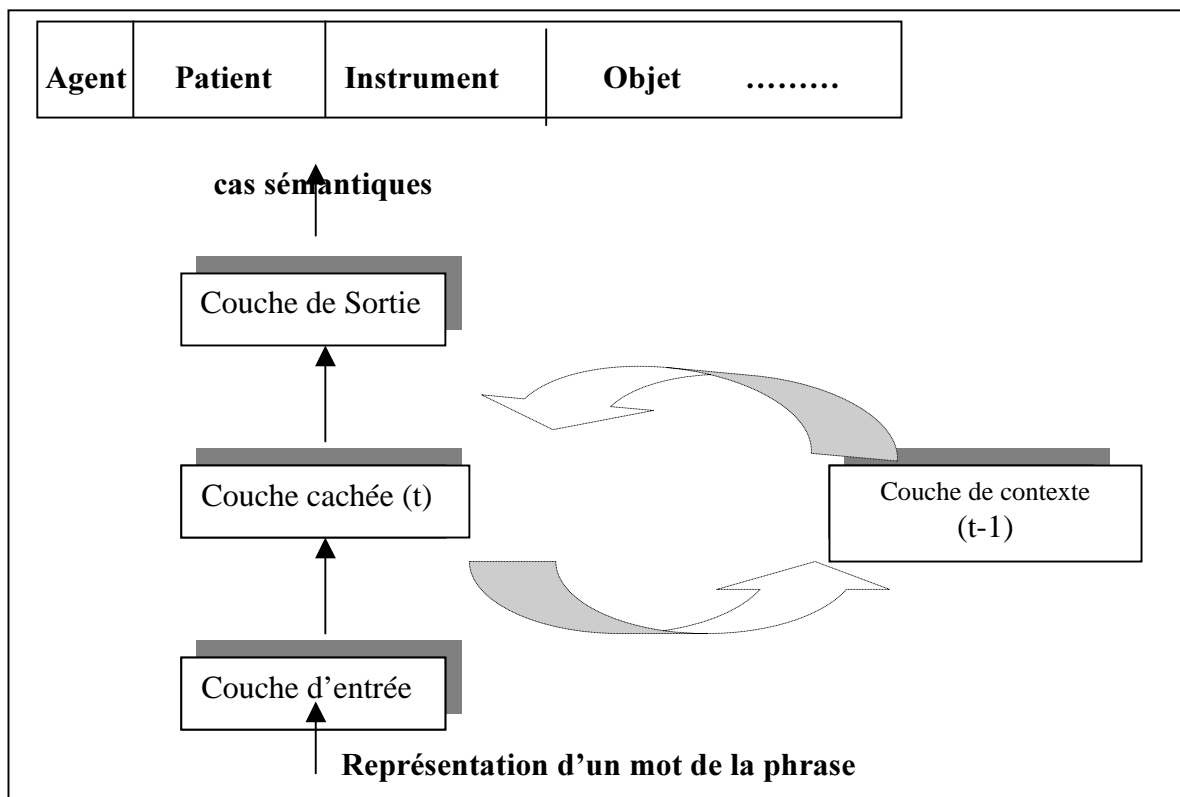 Agent Patient Instrument Objet ………
cas sémantiques
Couche de Sortie
Couche cachée (t)
Couche de contexte
(t-1)
Couche d’entrée
Représentation d’un mot de la phrase